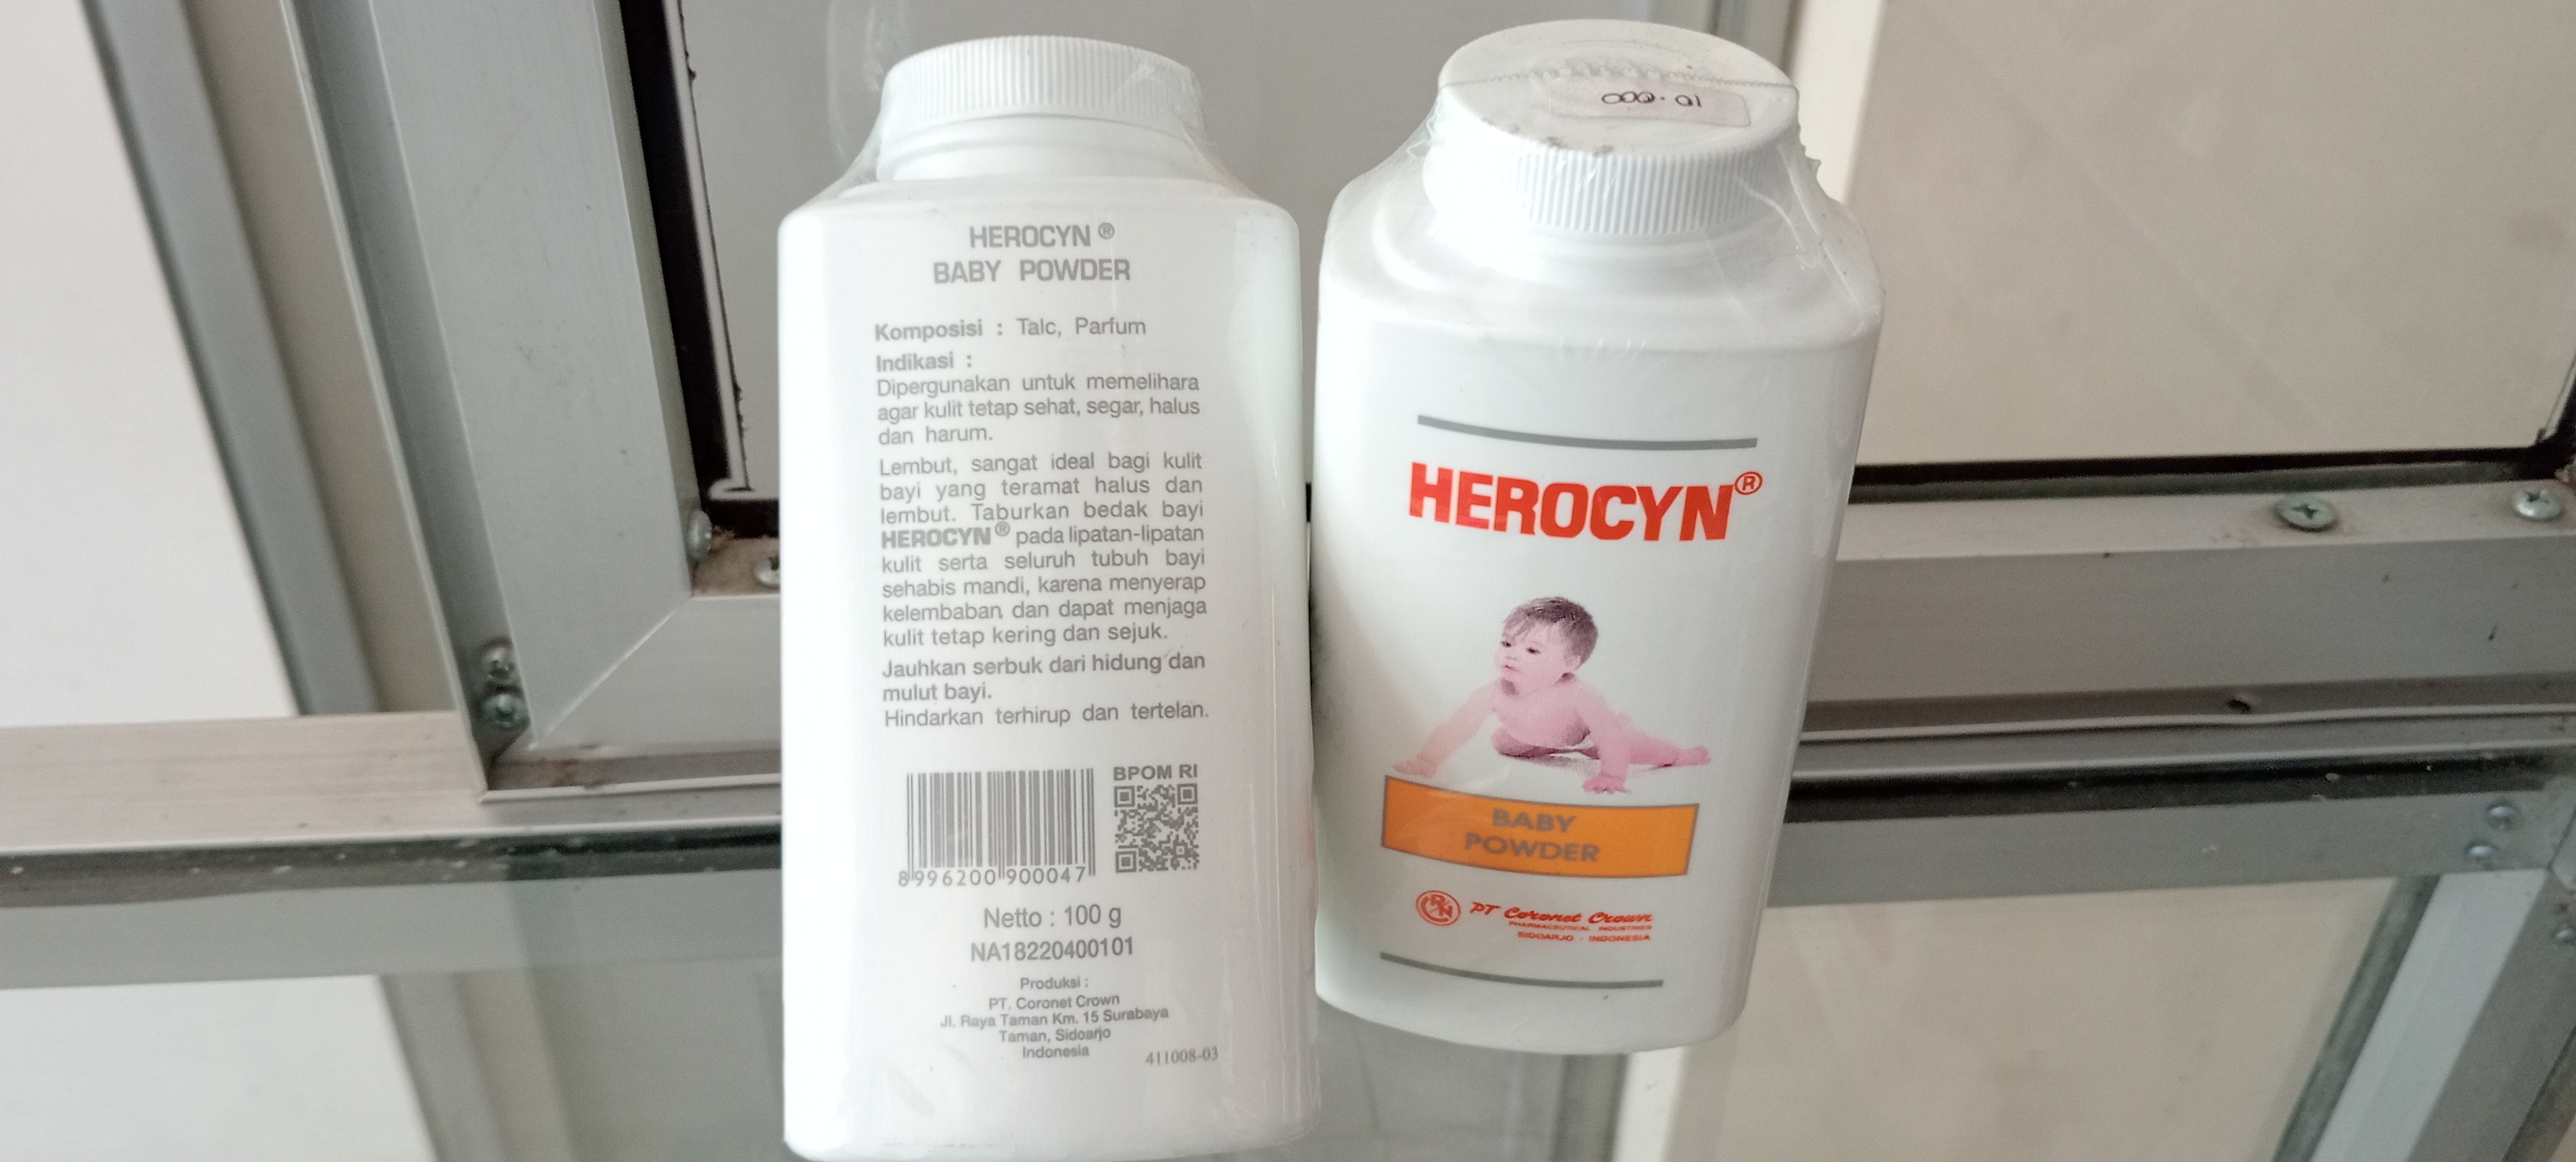 HEROCYN ®
BABY POWDER
Komposisi : Talc, Parfum
Indikasi :
Dipergunakan untuk memelihara
agar kulit tetap sehat, segar, halus
dan harum.
Lembut, sangat ideal bagi kulit
bayi yang teramat halus dan
lembut. Taburkan bedak bayi
HEROCYN® pada lipatan-lipatan
kulit serta seluruh tubuh bayi
sehabis mandi, karena menyerap
kelembaban dan dapat menjaga
kulit tetap kering dan sejuk.
Jauhkan serbuk dari hidung dan
mulut bayi.
Hindarkan terhirup dan tertelan.
BPOM RI
8996200900047
Netto : 100 g
NA18220400101
Produksi :
PT. Coronet Crown
Jl. Raya Taman Km. 15 Surabaya
Taman, Sidoarjo
Indonesia
411008-03
10.000
HEROCYN®
BABY
POWDER
PT Coronet Crown
PHARMACEUTICAL INDUSTRIES
SIDOARJO - INDONESIA